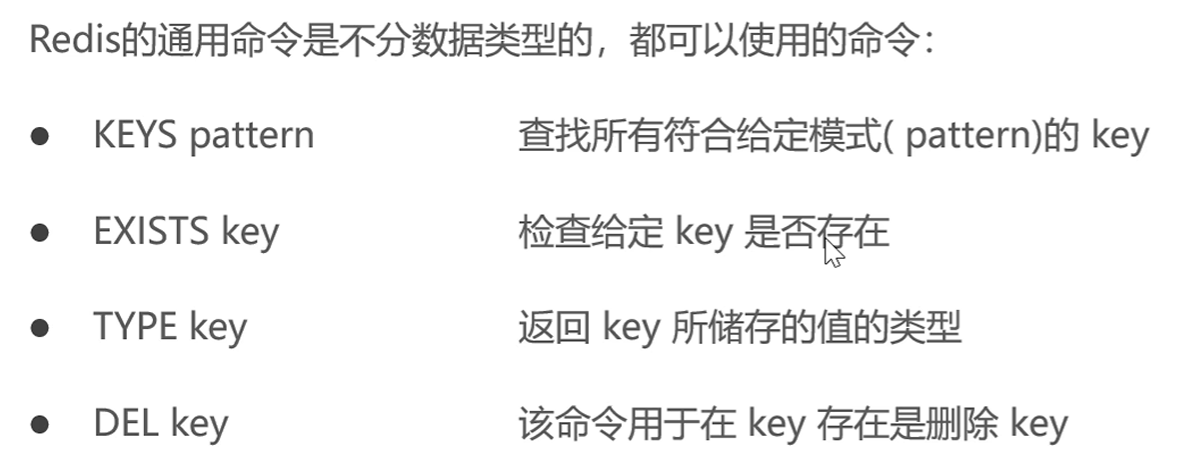 Redis的通用命令是不分数据类型的，都可以使用的命令：
● KEYS pattern 查找所有符合给定模式( pattern)的 key
● EXISTS key 检查给定 key 是否存在
● TYPE key 返回 key 所储存的值的类型
● DEL key 该命令用于在 key 存在是删除 key